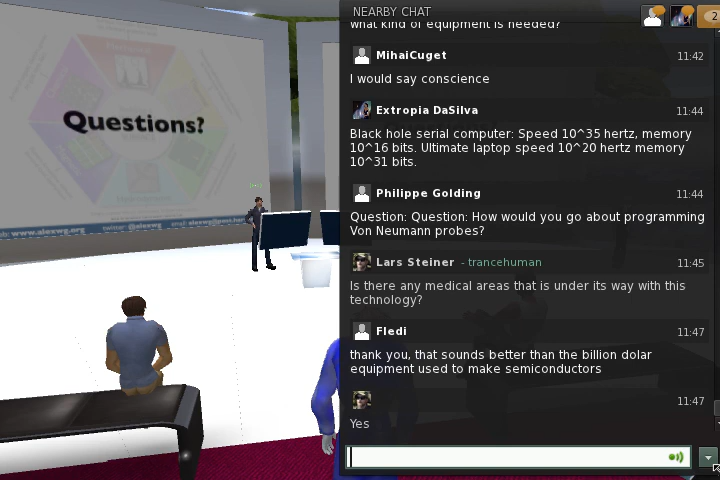 NEARBY CHAT
2
what kind of equipment is needed?
MihaiCuget 11:42
I would say conscience
Extropia DaSilva 11:44
Black hole serial computer: Speed 10^35 hertz, memory
10^16 bits. Ultimate laptop speed 10^20 hertz memory
10^31 bits.
Philippe Golding 11:44
Question: Question: How would you go about programming
Von Neumann probes?
Lars Steiner - trancehuman 11:45
Is there any medical areas that is under its way with this
technology?
Fledi 11:47
thank you, that sounds better than the billion dolar
equipment used to make semiconductors
11:47
Yes
Questions?
www.alexwg.org twitter: @alexwg